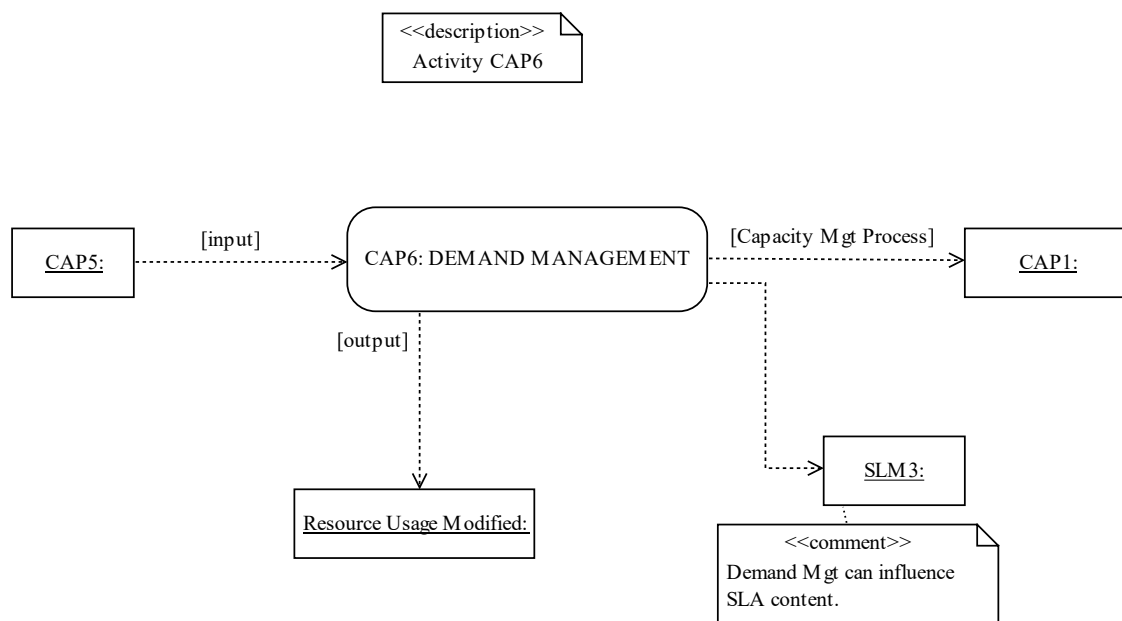 <<description>>
Activity CAP6
[input]
[Capacity Mgt Process]
CAP5:
CAP6: DEMAND MANAGEMENT
CAP1:
[output]
SLM3:
Resource Usage Modified:
<<comment>>
Demand Mgt can influence
SLA content.